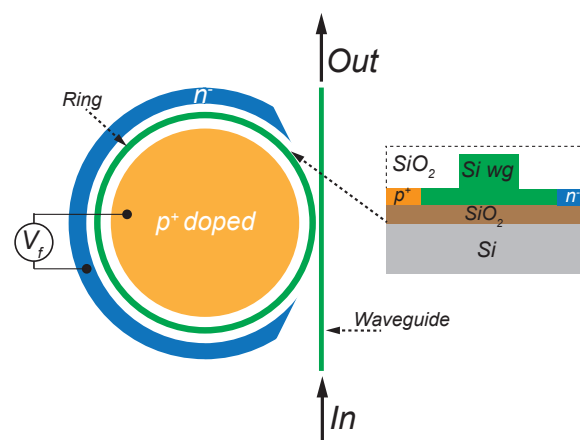 Out
n⁻
Ring
SiO₂
Si wg
p⁺
n⁻
p⁺ doped
SiO₂
V_f
Si
Waveguide
In